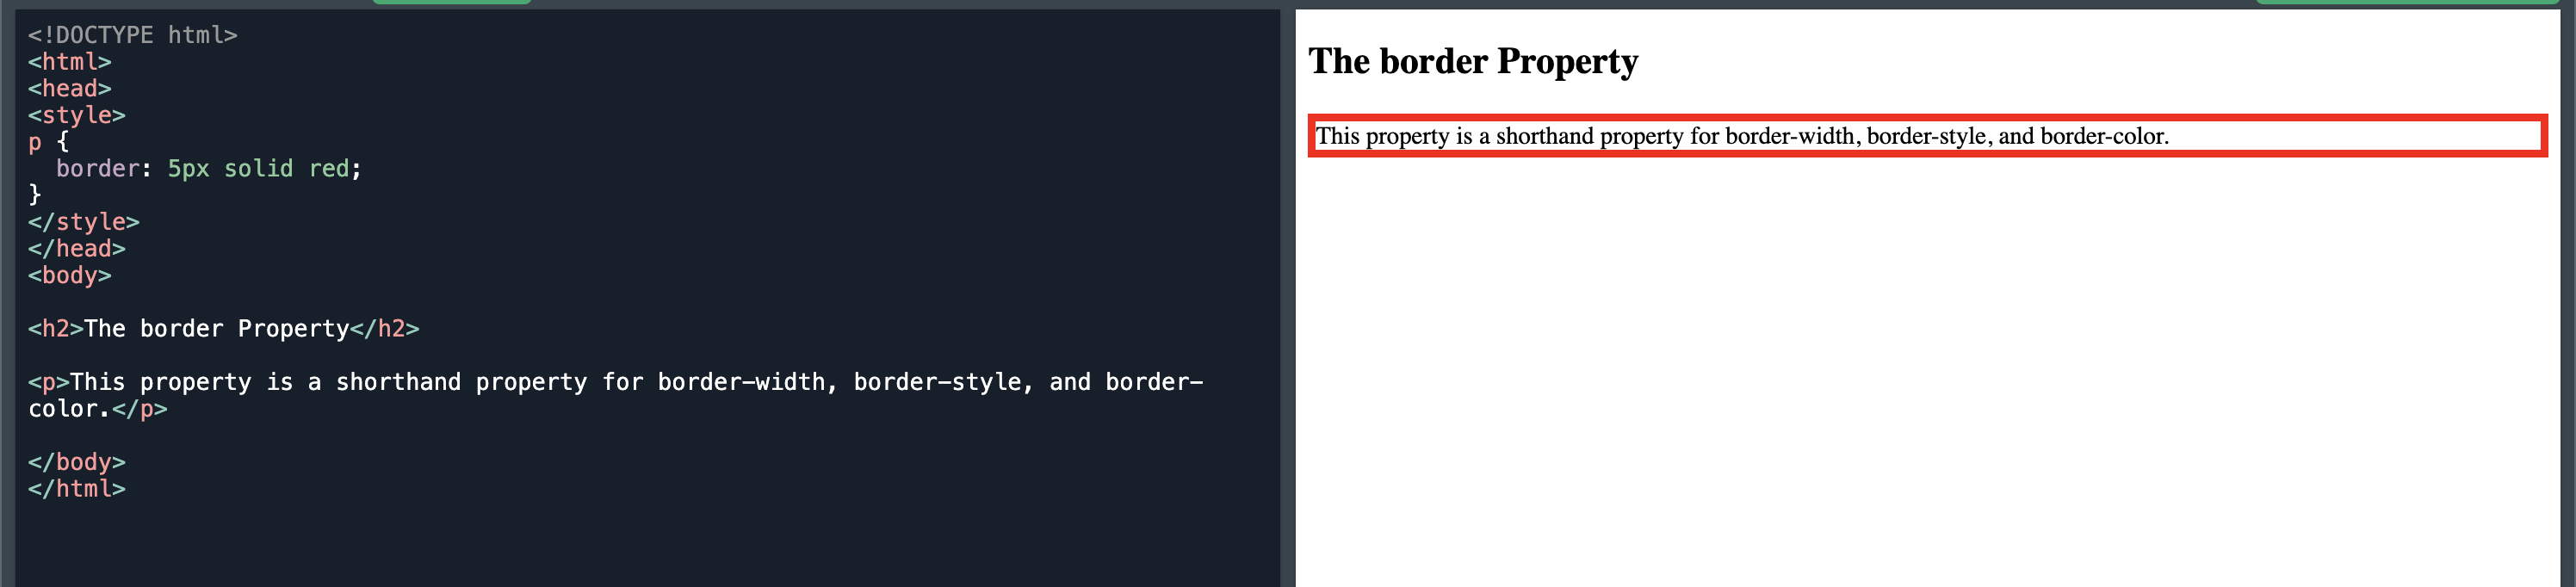 <!DOCTYPE html>
<html>
<head>
<style>
p {
  border: 5px solid red;
}
</style>
</head>
<body>
<h2>The border Property</h2>
<p>This property is a shorthand property for border-width, border-style, and border-
color.</p>
</body>
</html>
The border Property
This property is a shorthand property for border-width, border-style, and border-color.